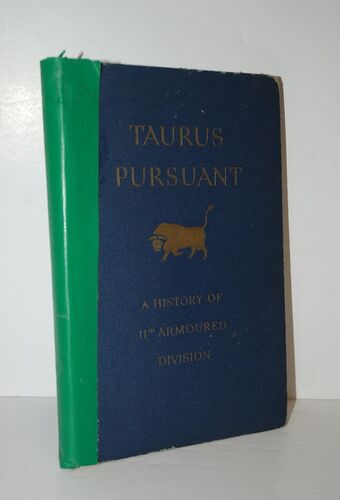 TAURUS
PURSUANT
A HISTORY OF
11TH ARMOURED
DIVISION